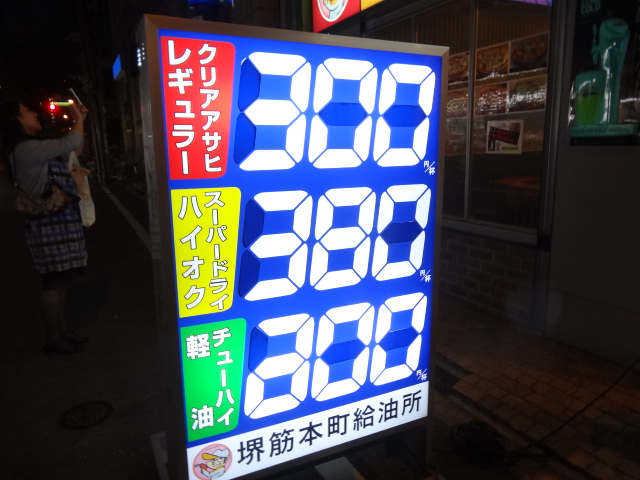 クリアアサヒ
レギュラー
300
円/杯
スーパードライ
ハイオク
380
円/杯
チューハイ
軽油
200
円/杯
堺筋本町給油所